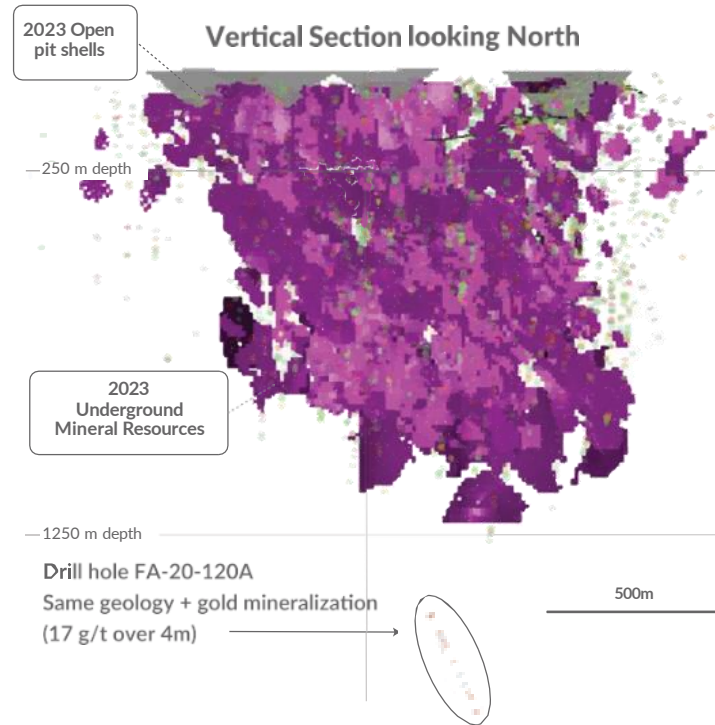 2023 Open
pit shells
Vertical Section looking North
250 m depth
2023
Underground
Mineral Resources
1250 m depth
Drill hole FA-20-120A
Same geology + gold mineralization
(17 g/t over 4m)
500m